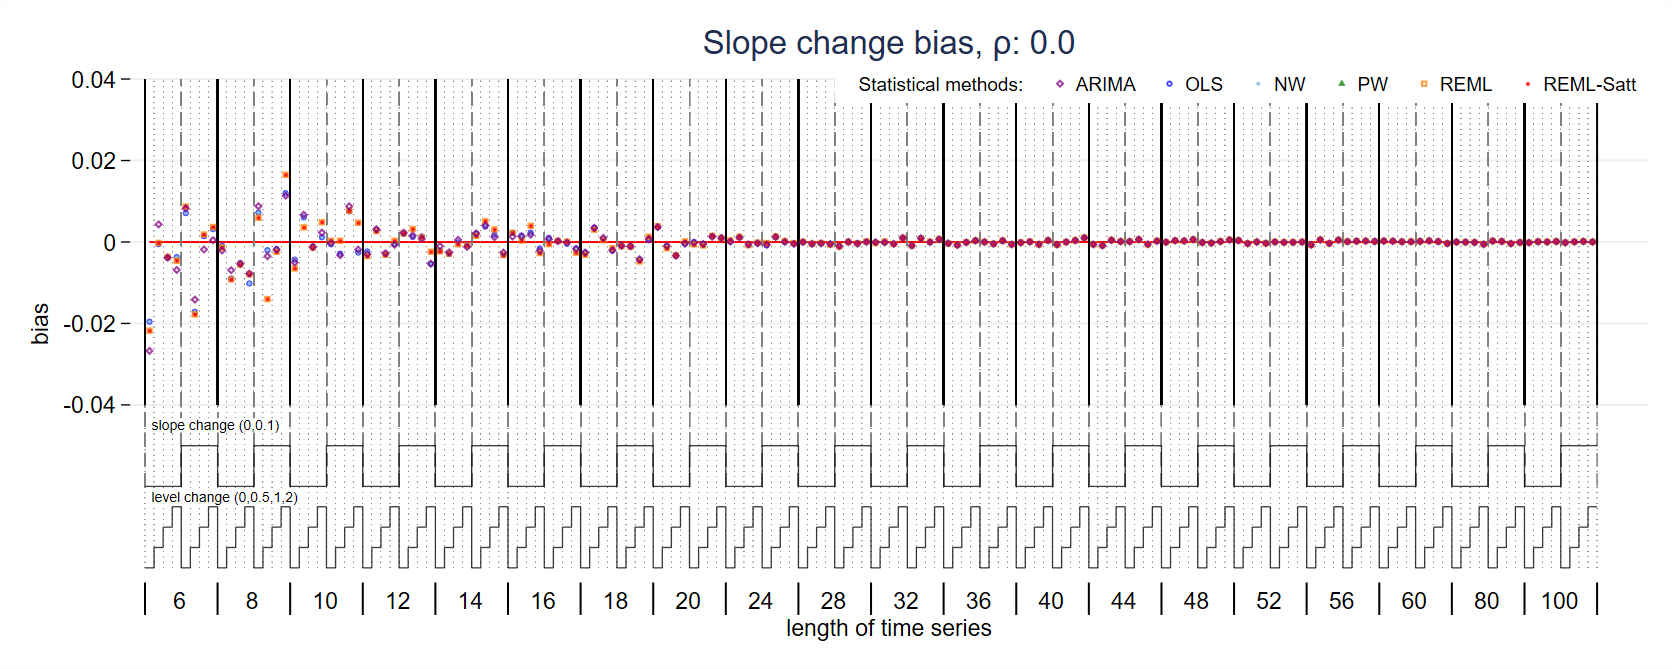 Slope change bias, ρ: 0.0
Statistical methods: ARIMA OLS NW PW REML REML-Satt
0.04
0.02
0
-0.02
-0.04
bias
slope change (0,0.1)
level change (0,0.5,1,2)
6 8 10 12 14 16 18 20 24 28 32 36 40 44 48 52 56 60 80 100
length of time series